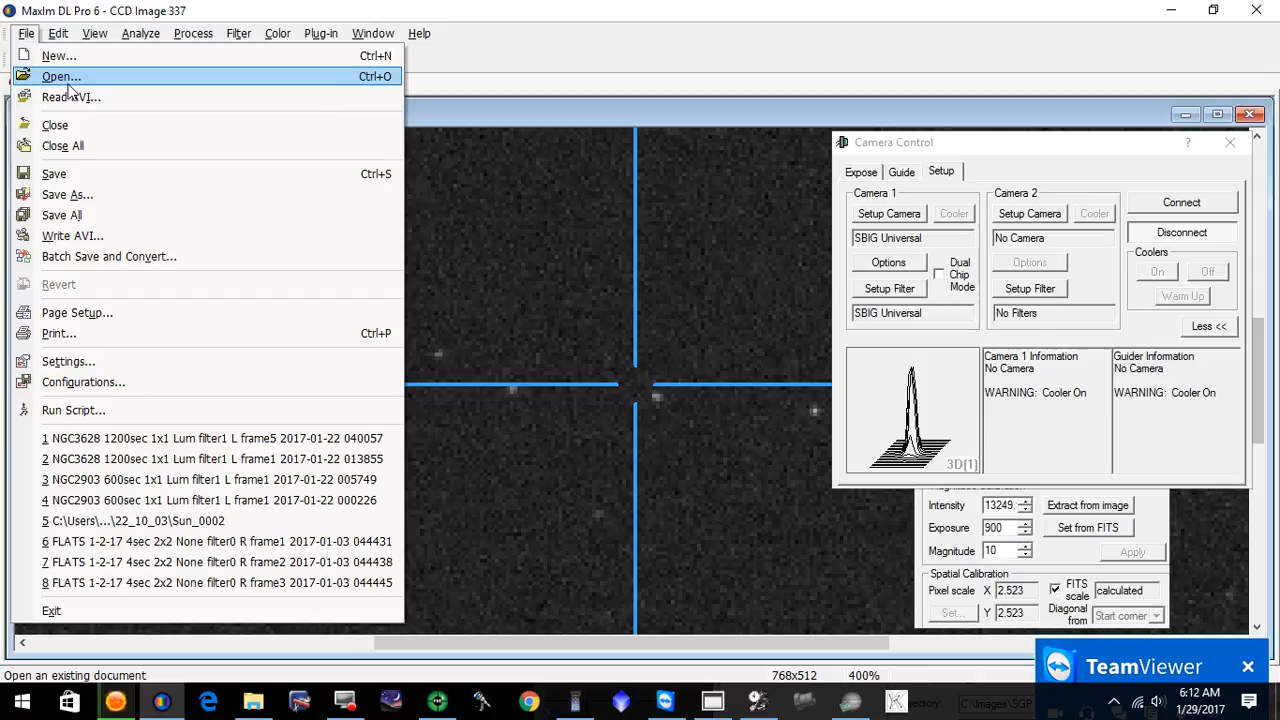 MaxIm DL Pro 6 - CCD Image 337
File Edit View Analyze Process Filter Color Plug-in Window Help
New... Ctrl+N
Open... Ctrl+O
Read AVI...
Close
Close All
Save Ctrl+S
Save As...
Save All
Write AVI...
Batch Save and Convert...
Revert
Page Setup...
Print... Ctrl+P
Settings...
Configurations...
Run Script...
1 NGC3628 1200sec 1x1 Lum filter1 L frame5 2017-01-22 040057
2 NGC3628 1200sec 1x1 Lum filter1 L frame1 2017-01-22 013855
3 NGC2903 600sec 1x1 Lum filter1 L frame1 2017-01-22 005749
4 NGC2903 600sec 1x1 Lum filter1 L frame1 2017-01-22 000226
5 C:\Users\...\22_10_03\Sun_0002
6 FLATS 1-2-17 4sec 2x2 None filter0 R frame1 2017-01-03 044431
7 FLATS 1-2-17 4sec 2x2 None filter0 R frame2 2017-01-03 044438
8 FLATS 1-2-17 4sec 2x2 None filter0 R frame3 2017-01-03 044445
Exit
Camera Control ?
Expose Guide Setup
Camera 1 Camera 2 Connect
Setup Camera Cooler Setup Camera Cooler
SBIG Universal No Camera Disconnect
Options Dual Chip Mode Options Coolers
On Off
Setup Filter Setup Filter Warm Up
SBIG Universal No Filters
Less <<
Camera 1 Information
No Camera
WARNING: Cooler On
Guider Information
No Camera
WARNING: Cooler On
3D[1]
Intensity 13249. Extract from image
Exposure 900 Set from FITS
Magnitude 10 Apply
Spatial Calibration
Pixel scale X 2.523 FITS scale calculated
Set... Y 2.523 Diagonal from Start corner
Open an existing document 768x512 400%
TeamViewer
6:12 AM
1/29/2017